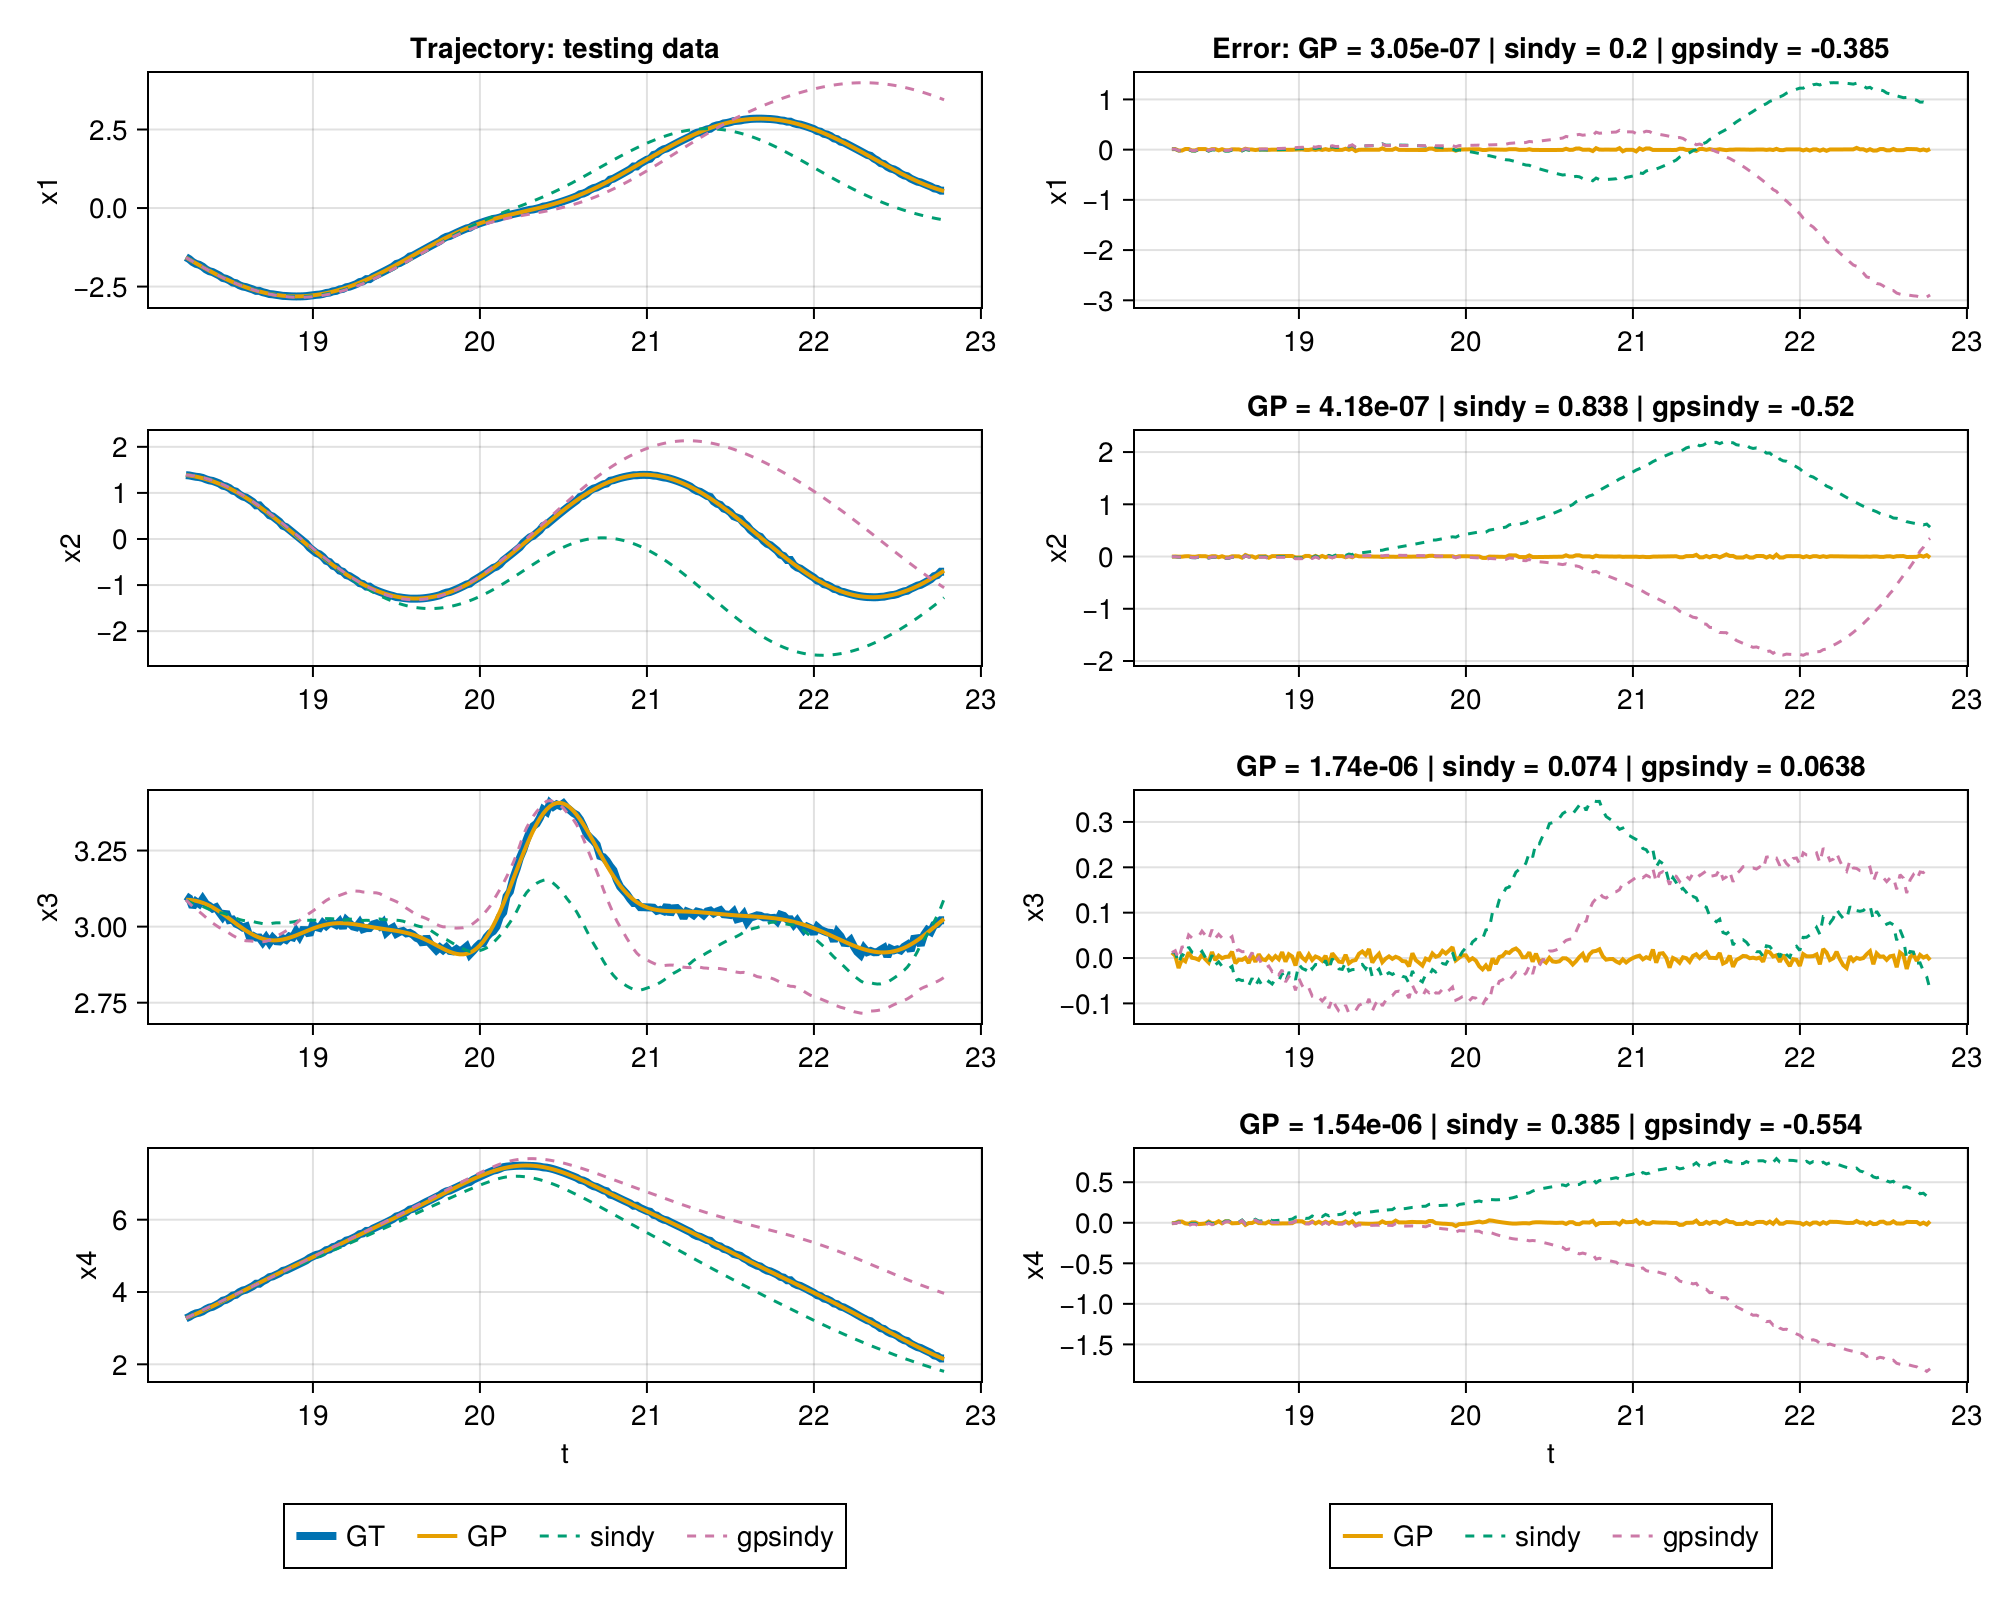 Trajectory: testing data
x1
2.5
0.0
−2.5
19 20 21 22 23
Error: GP = 3.05e-07 | sindy = 0.2 | gpsindy = -0.385
x1
1
0
−1
−2
−3
19 20 21 22 23
x2
2
1
0
−1
−2
19 20 21 22 23
GP = 4.18e-07 | sindy = 0.838 | gpsindy = -0.52
x2
2
1
0
−1
−2
19 20 21 22 23
x3
3.25
3.00
2.75
19 20 21 22 23
GP = 1.74e-06 | sindy = 0.074 | gpsindy = 0.0638
x3
0.3
0.2
0.1
0.0
−0.1
19 20 21 22 23
x4
6
4
2
19 20 21 22 23
t
GP = 1.54e-06 | sindy = 0.385 | gpsindy = -0.554
x4
0.5
0.0
−0.5
−1.0
−1.5
19 20 21 22 23
t
GT GP sindy gpsindy
GP sindy gpsindy